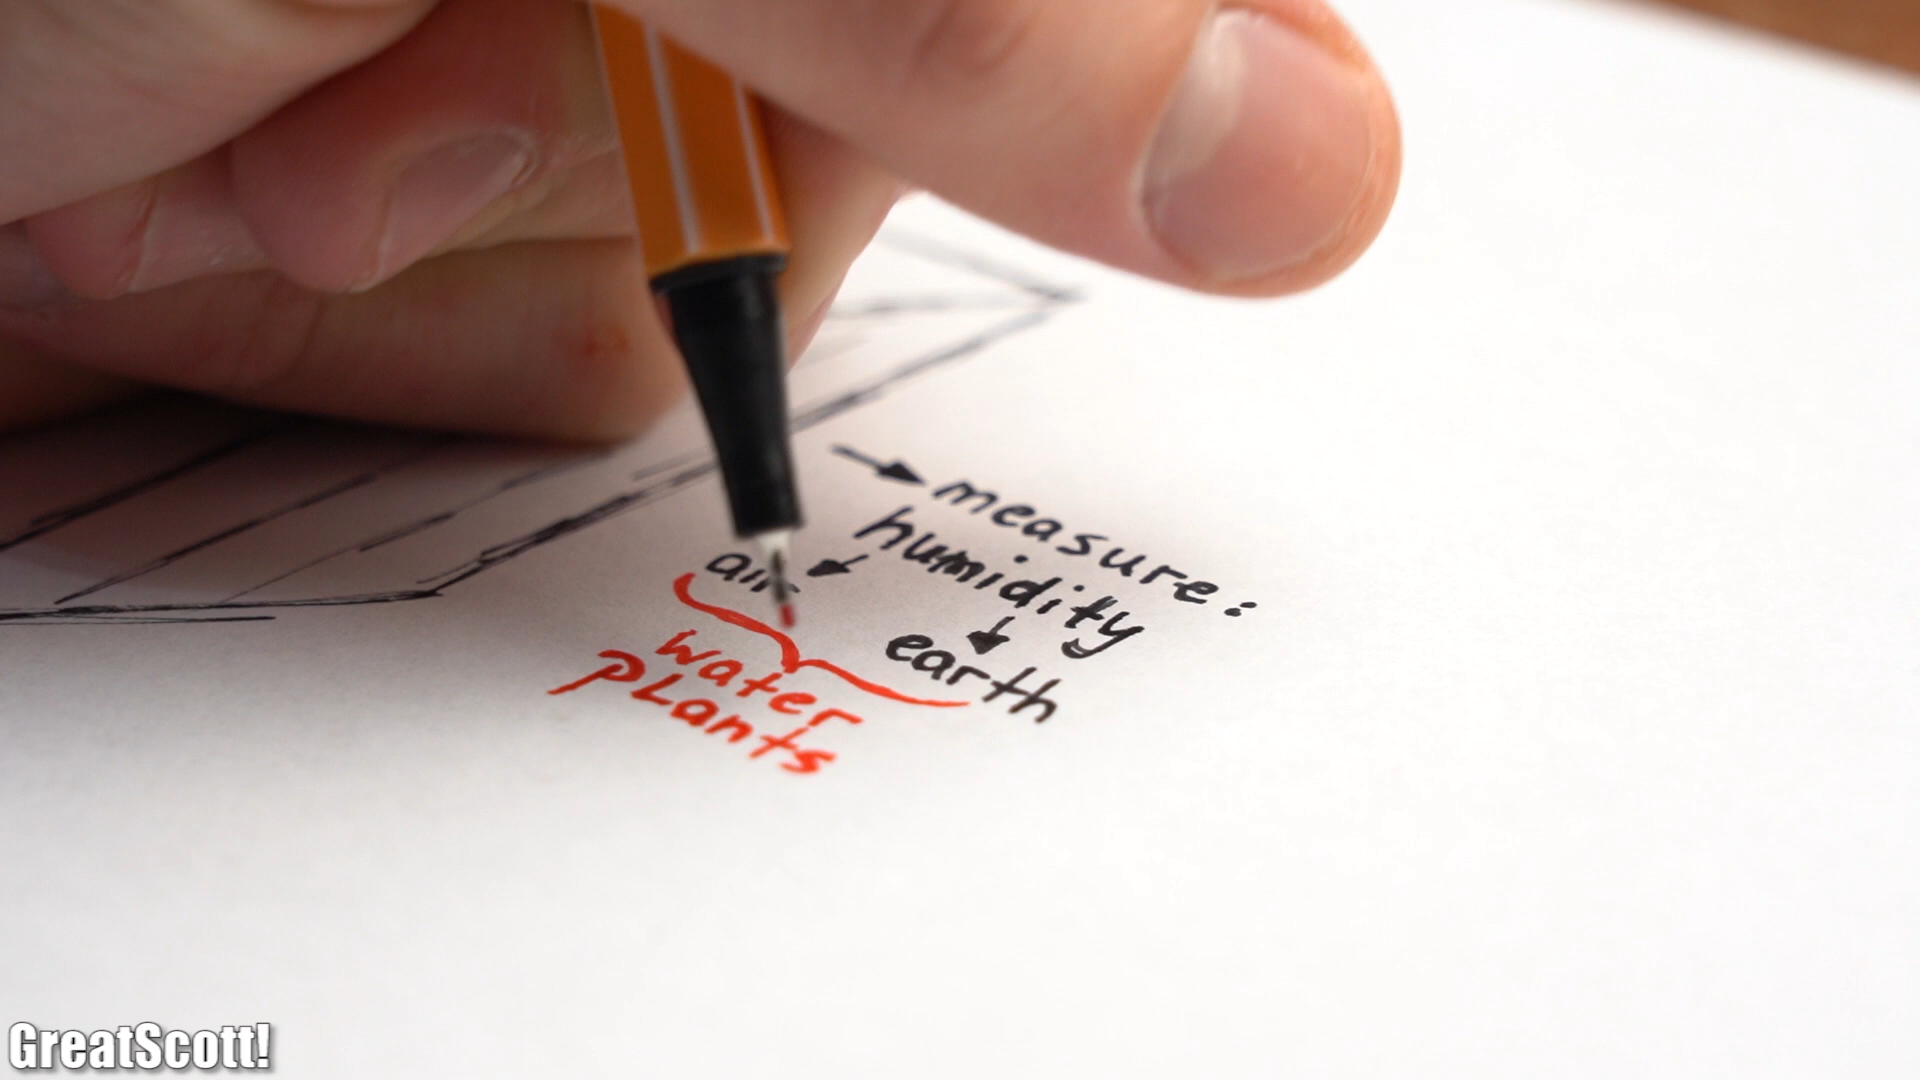 → measure:
humidity
air earth
water
plants
GreatScott!